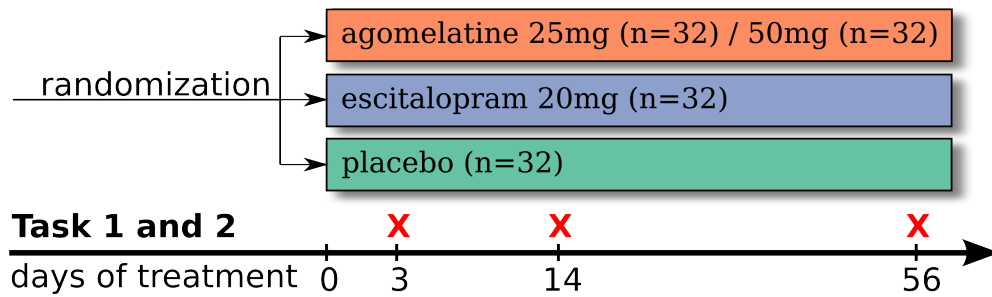 agomelatine 25mg (n=32) / 50mg (n=32)
randomization
escitalopram 20mg (n=32)
placebo (n=32)
Task 1 and 2 X X X
days of treatment 0 3 14 56